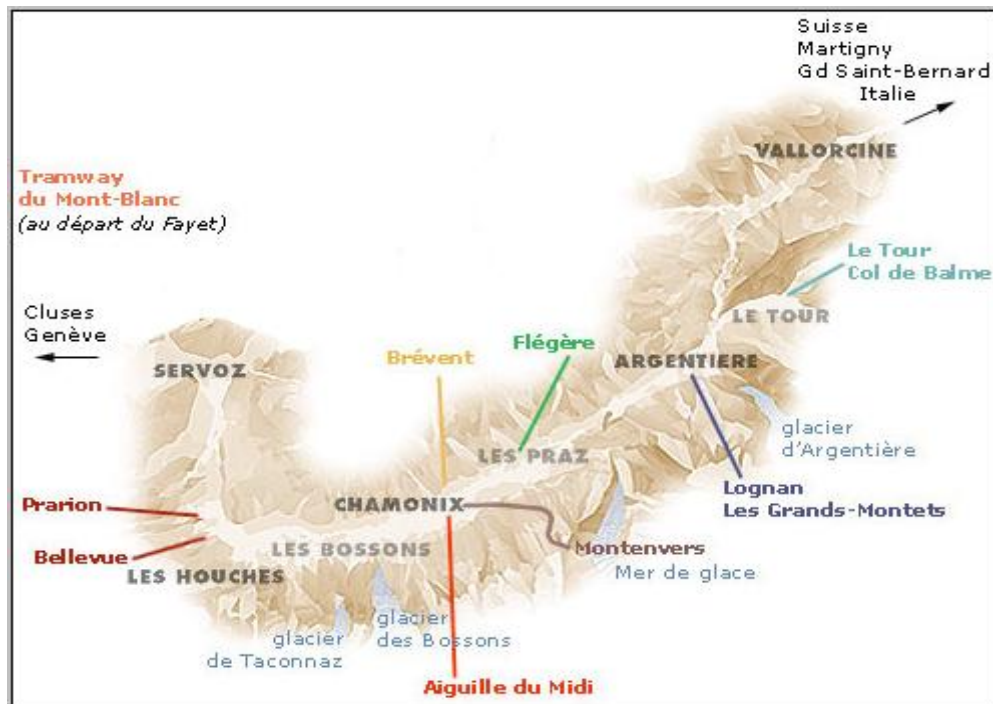 Suisse
Martigny
Gd Saint-Bernard
Italie
VALLORCINE
Tramway
du Mont-Blanc
(au départ du Fayet)
Le Tour
Col de Balme
Cluses
Genève
LE TOUR
Flégère
Brévent
SERVOZ
ARGENTIERE
glacier
d'Argentière
LES PRAZ
Lognan
Les Grands-Montets
Prarion
CHAMONIX
Bellevue
LES BOSSONS
Montenvers
Mer de glace
LES HOUCHES
glacier
des Bossons
glacier
de Taconnaz
Aiguille du Midi